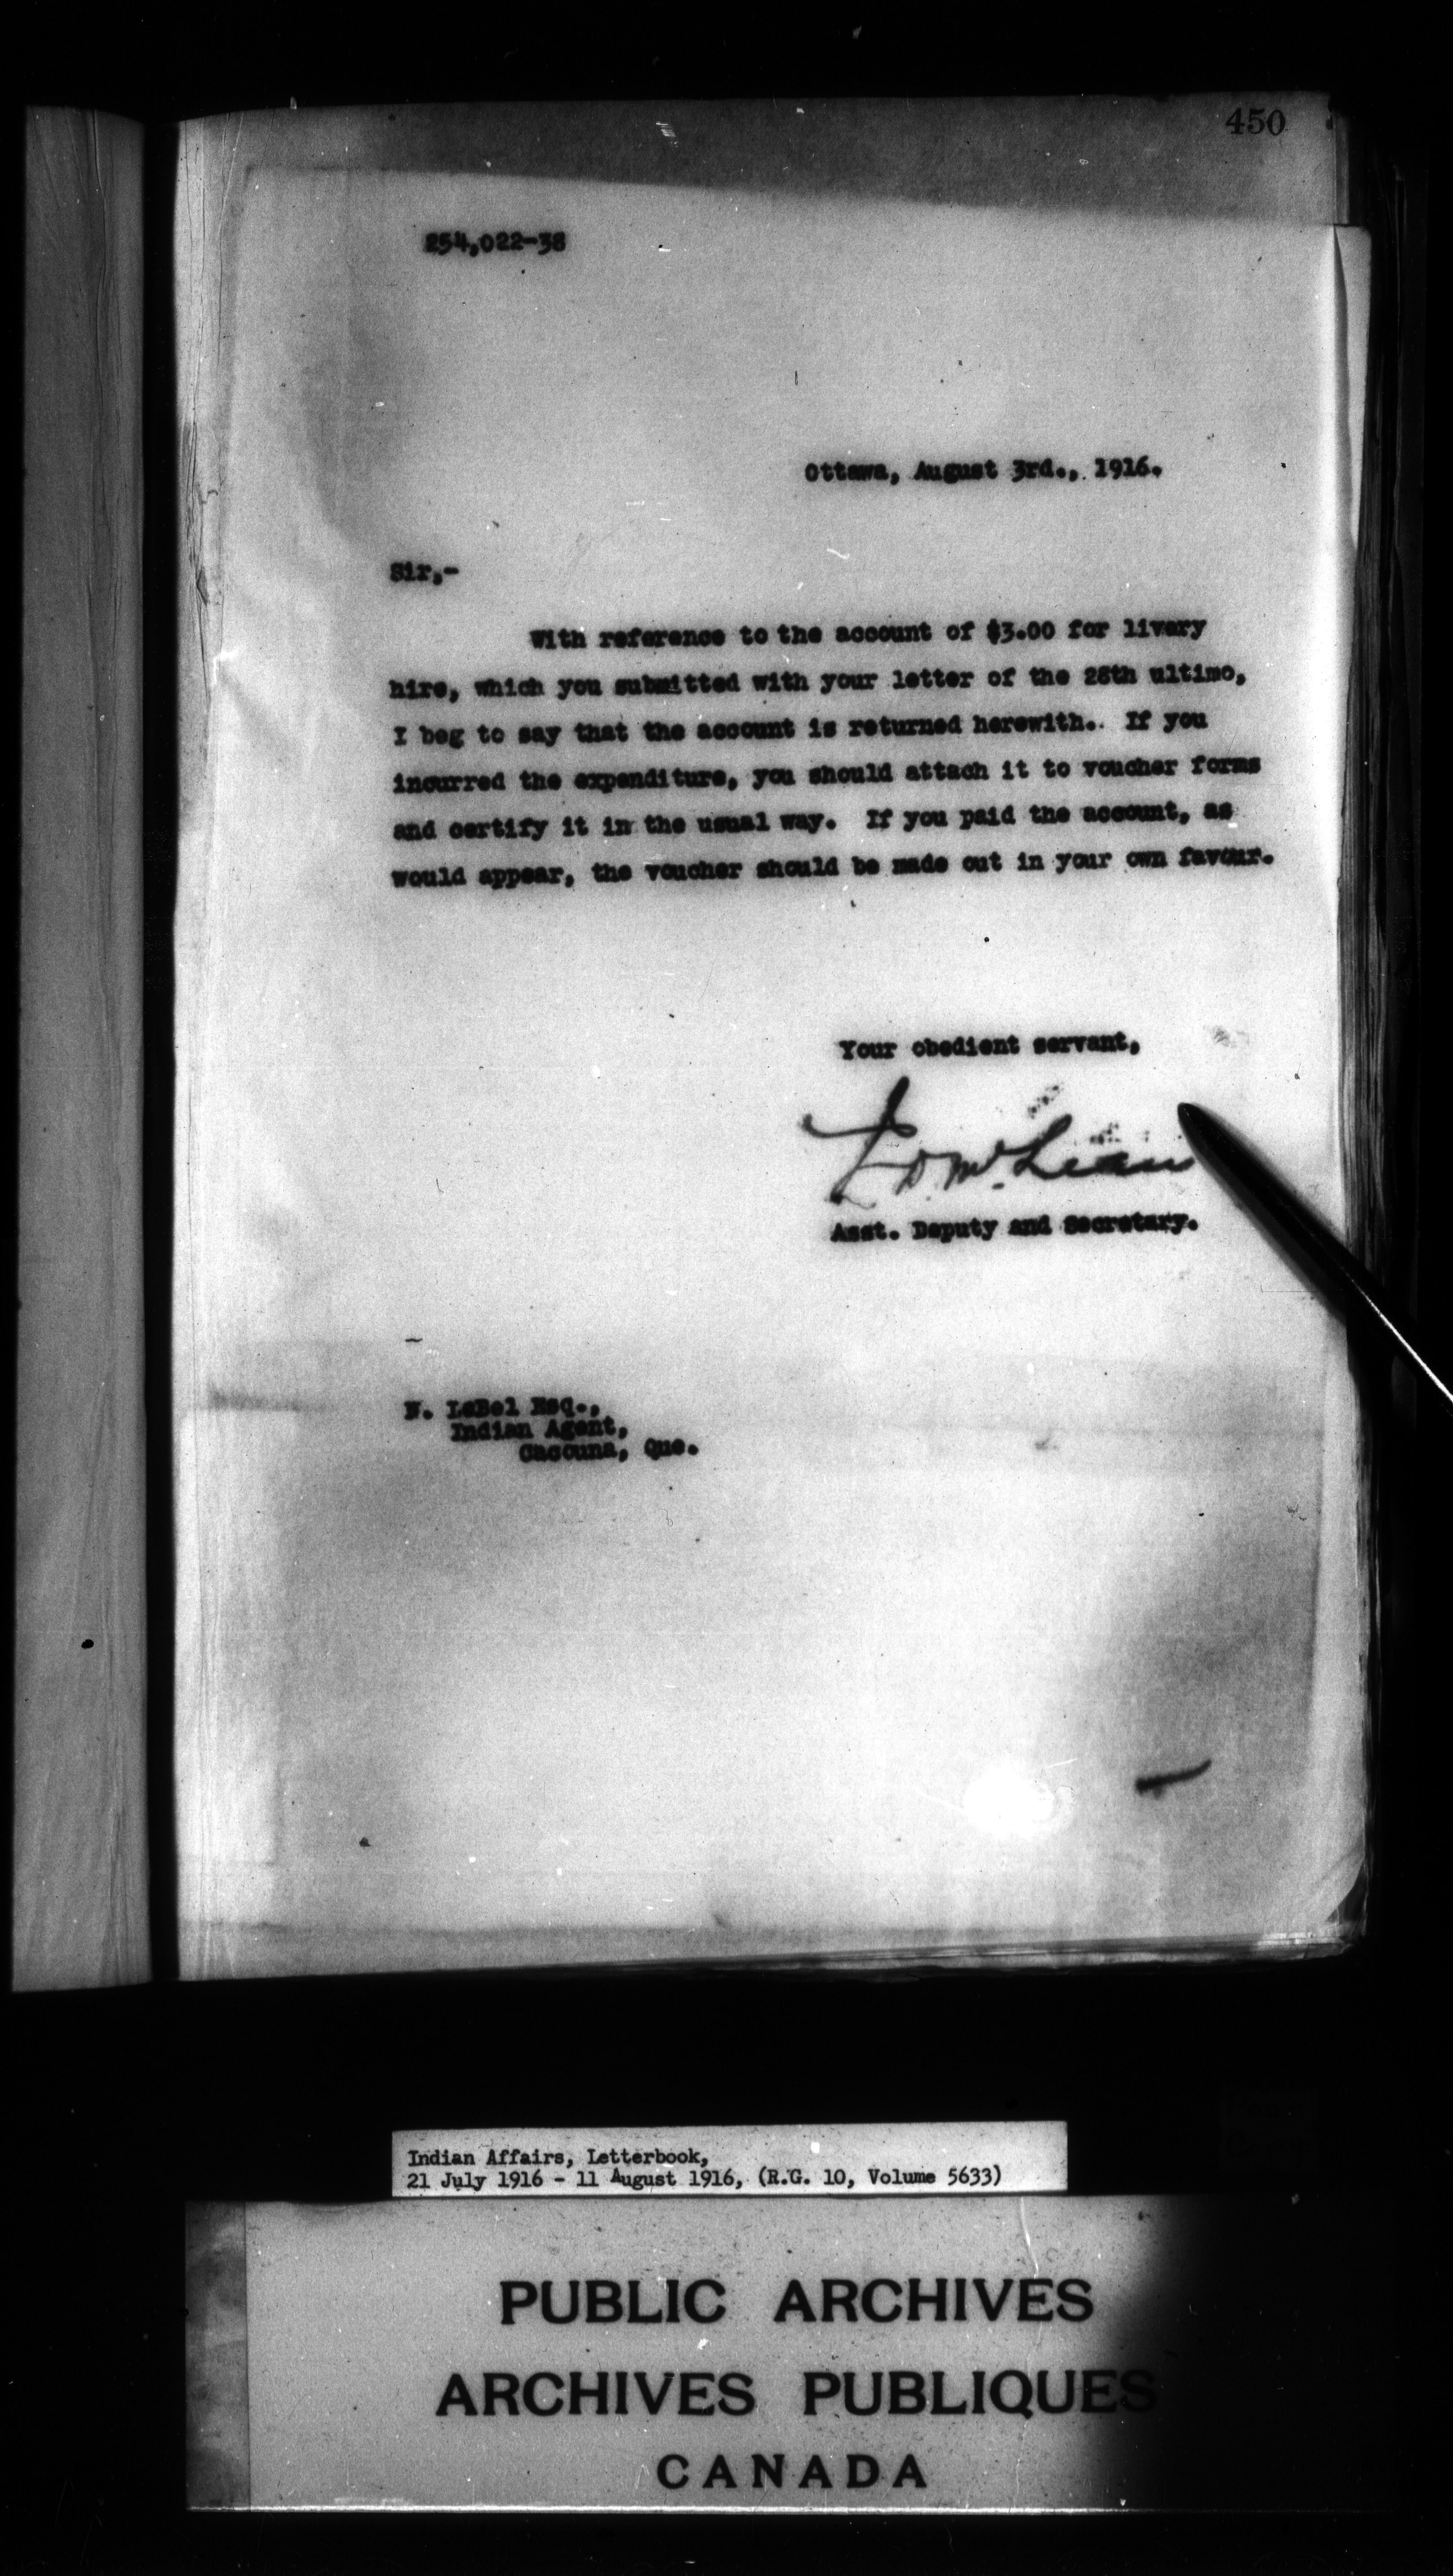 450
254,022-38
Ottawa, August 3rd., 1916.
Sir,-
With reference to the account of $3.00 for livery
hire, which you submitted with your letter of the 28th ultimo,
I beg to say that the account is returned herewith. If you
incurred the expenditure, you should attach it to voucher forms
and certify it in the usual way. If you paid the account, as
would appear, the voucher should be made out in your own favour.
Your obedient servant,
J. D. McLean
Asst. Deputy and Secretary.
N. LeBel Esq.,
Indian Agent,
Cacouna, Que.
Indian Affairs, Letterbook,
21 July 1916 - 11 August 1916, (R.G. 10, Volume 5633)
PUBLIC ARCHIVES
ARCHIVES PUBLIQUES
CANADA